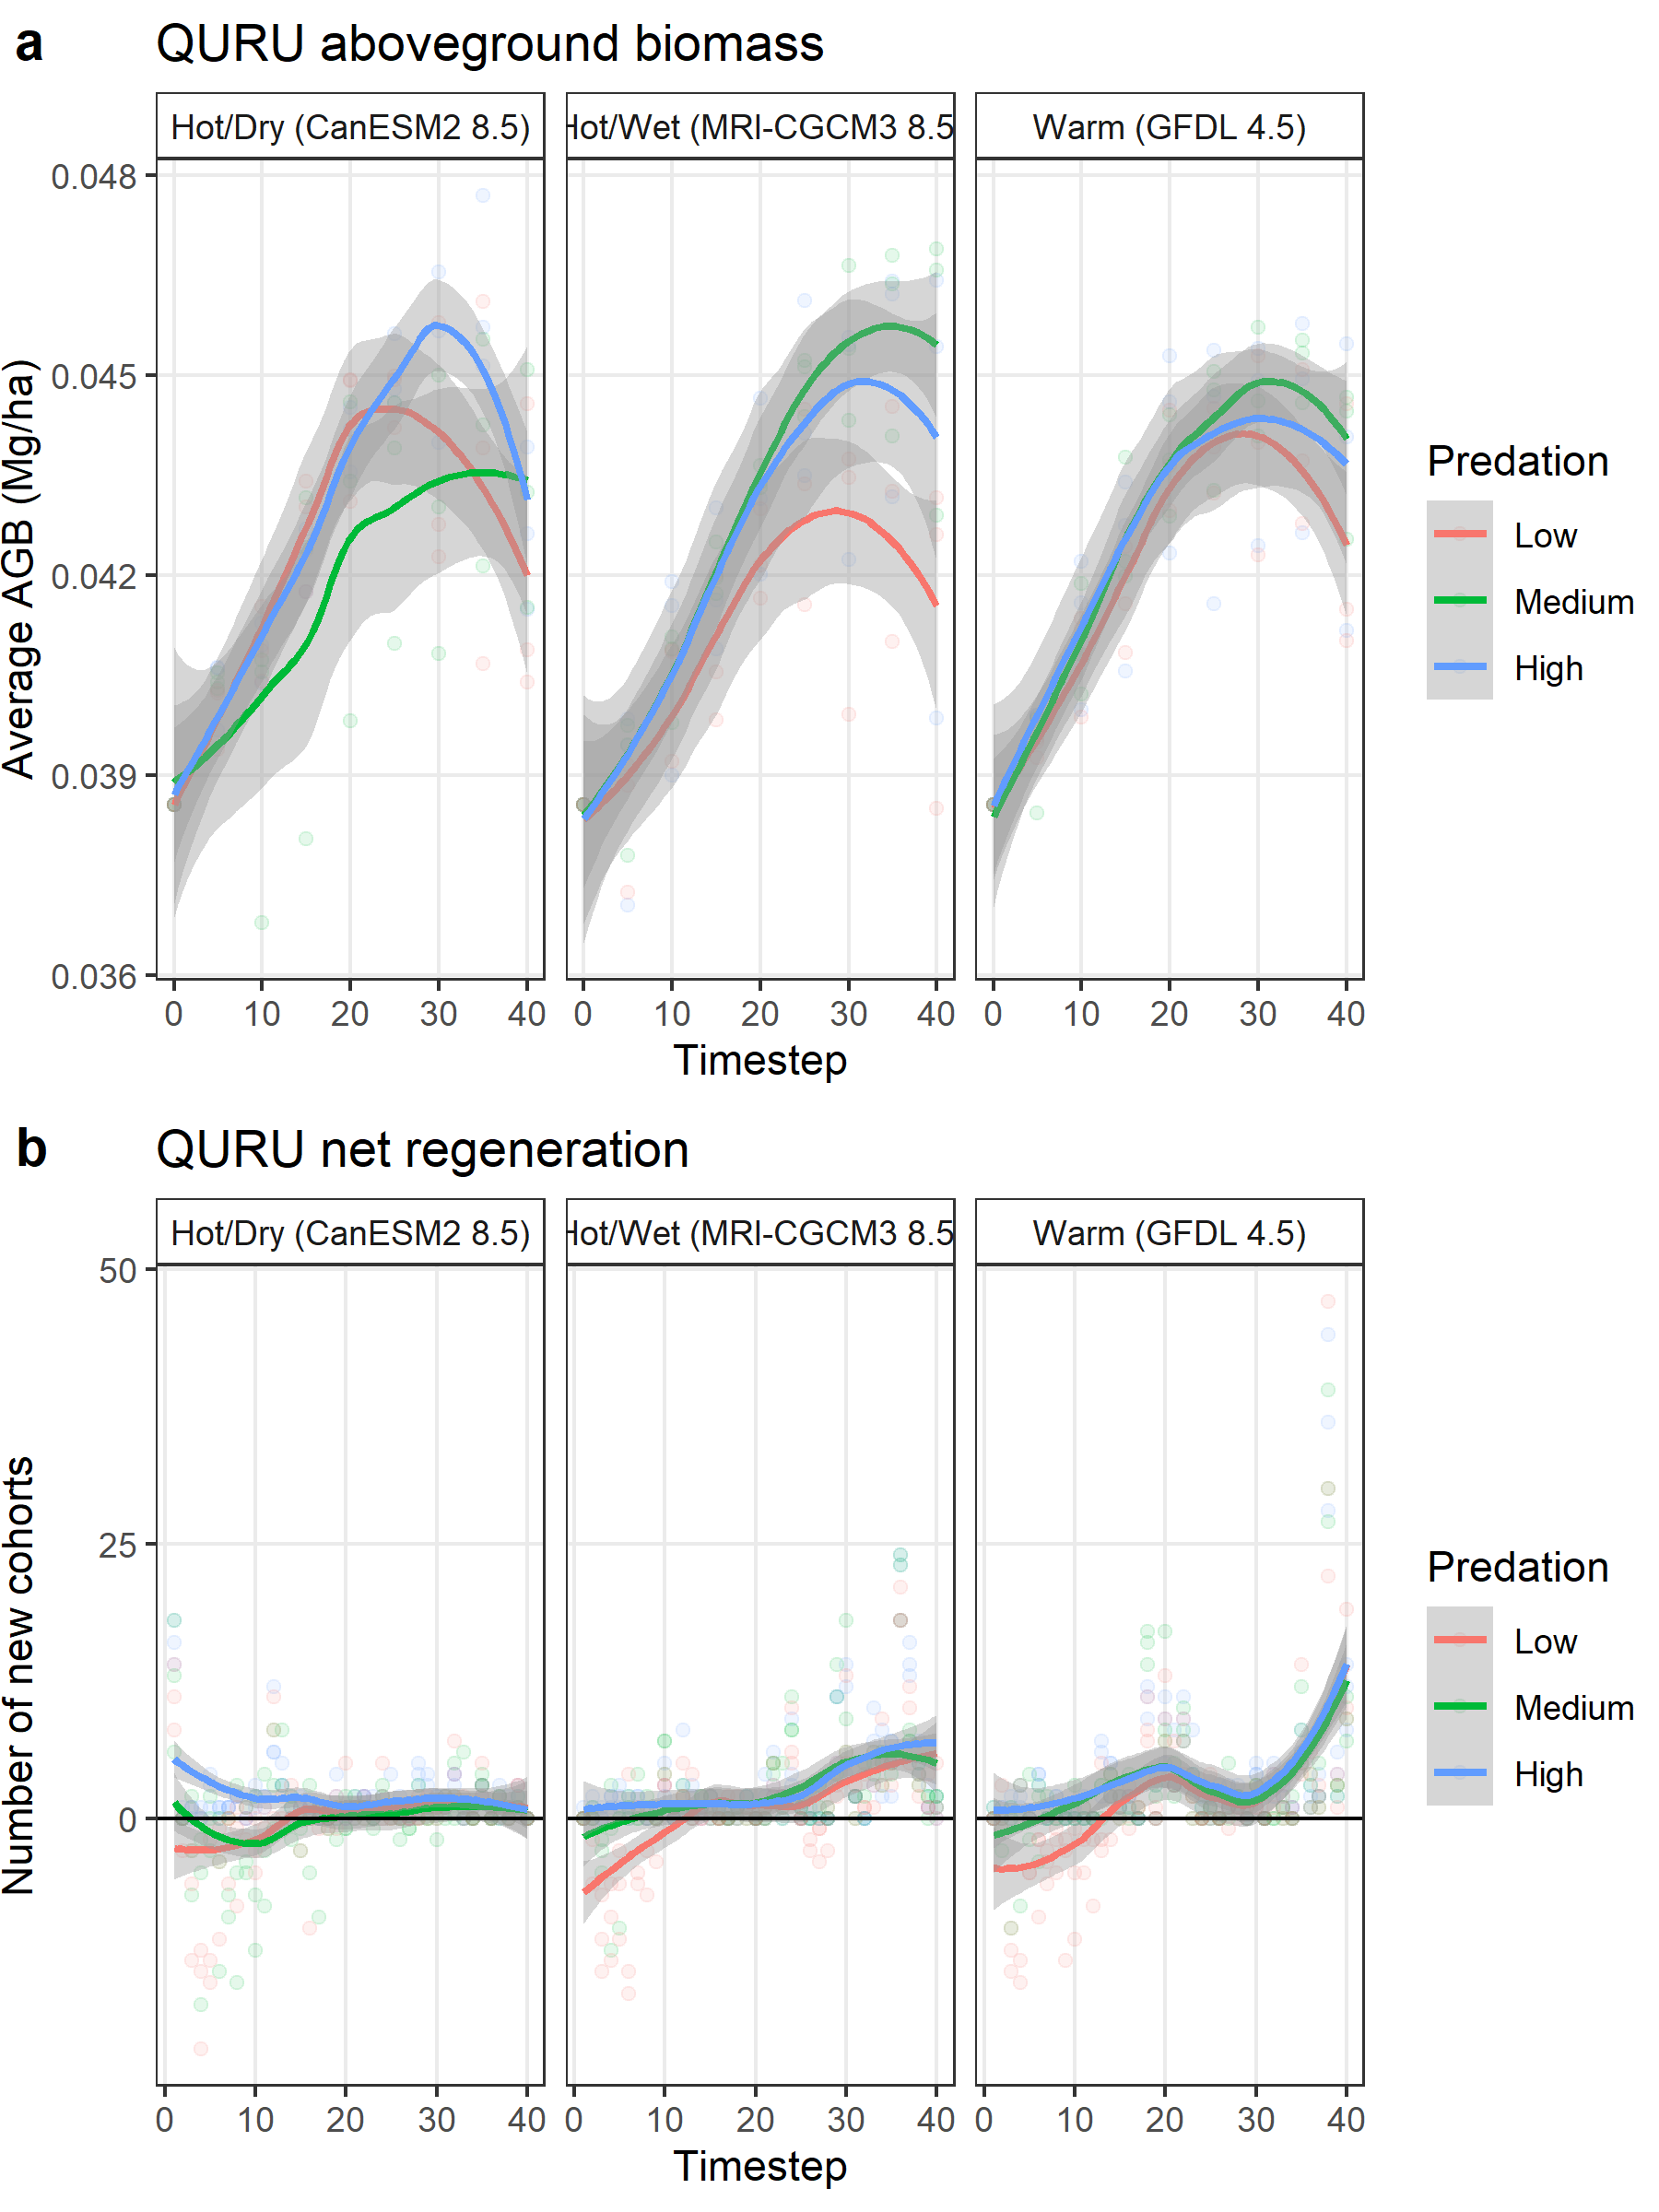 a
QURU aboveground biomass
Hot/Dry (CanESM2 8.5)
Hot/Wet (MRI-CGCM3 8.5
Warm (GFDL 4.5)
Average AGB (Mg/ha)
0.048
0.045
0.042
0.039
0.036
0 10 20 30 40
0 10 20 30 40
0 10 20 30 40
Timestep
Predation
Low
Medium
High
b
QURU net regeneration
Hot/Dry (CanESM2 8.5)
Hot/Wet (MRI-CGCM3 8.5
Warm (GFDL 4.5)
Number of new cohorts
50
25
0
0 10 20 30 40
0 10 20 30 40
0 10 20 30 40
Timestep
Predation
Low
Medium
High